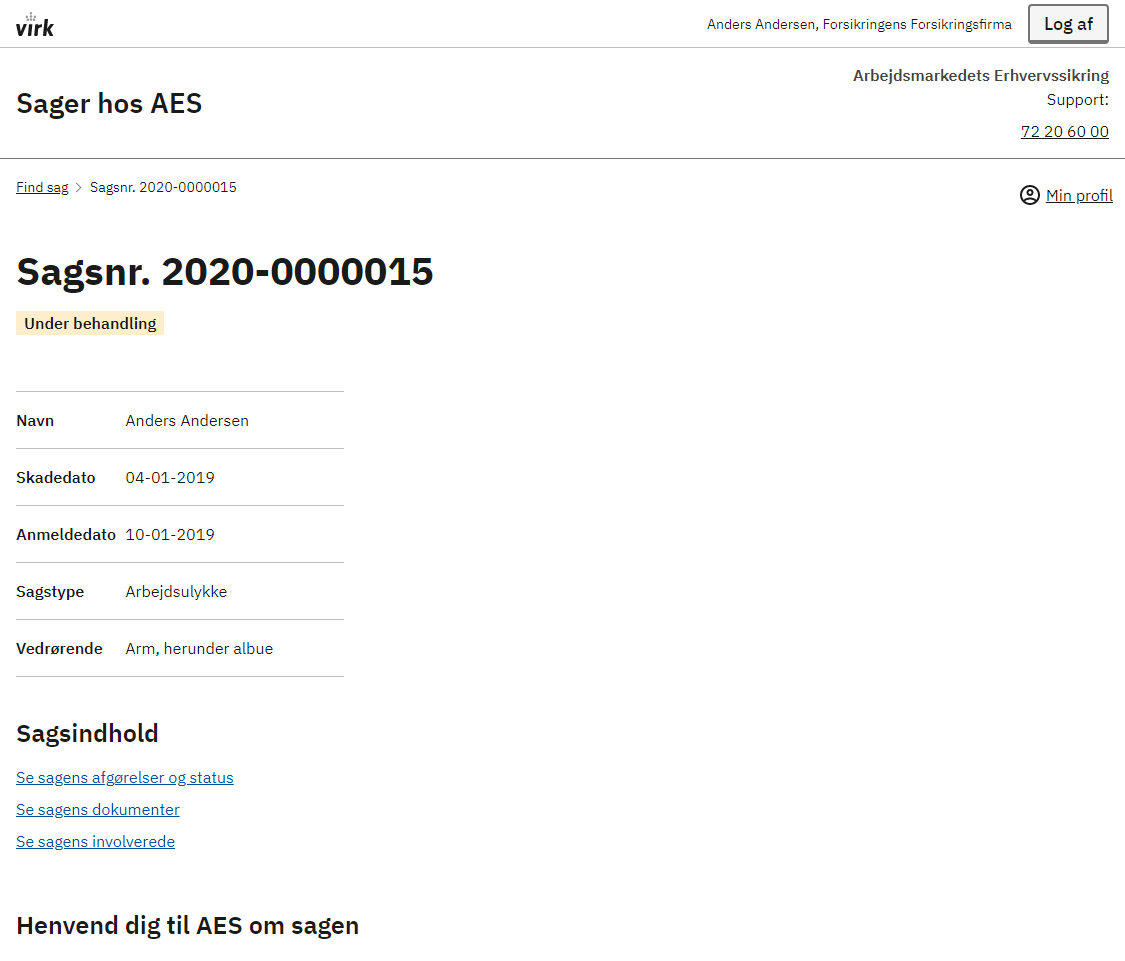 virk
Anders Andersen, Forsikringens Forsikringsfirma
Log af
Sager hos AES
Arbejdsmarkedets Erhvervssikring
Support:
72 20 60 00
Find sag > Sagsnr. 2020-0000015
Min profil
Sagsnr. 2020-0000015
Under behandling
Navn Anders Andersen
Skadedato 04-01-2019
Anmeldedato 10-01-2019
Sagstype Arbejdsulykke
Vedrørende Arm, herunder albue
Sagsindhold
Se sagens afgørelser og status
Se sagens dokumenter
Se sagens involverede
Henvend dig til AES om sagen